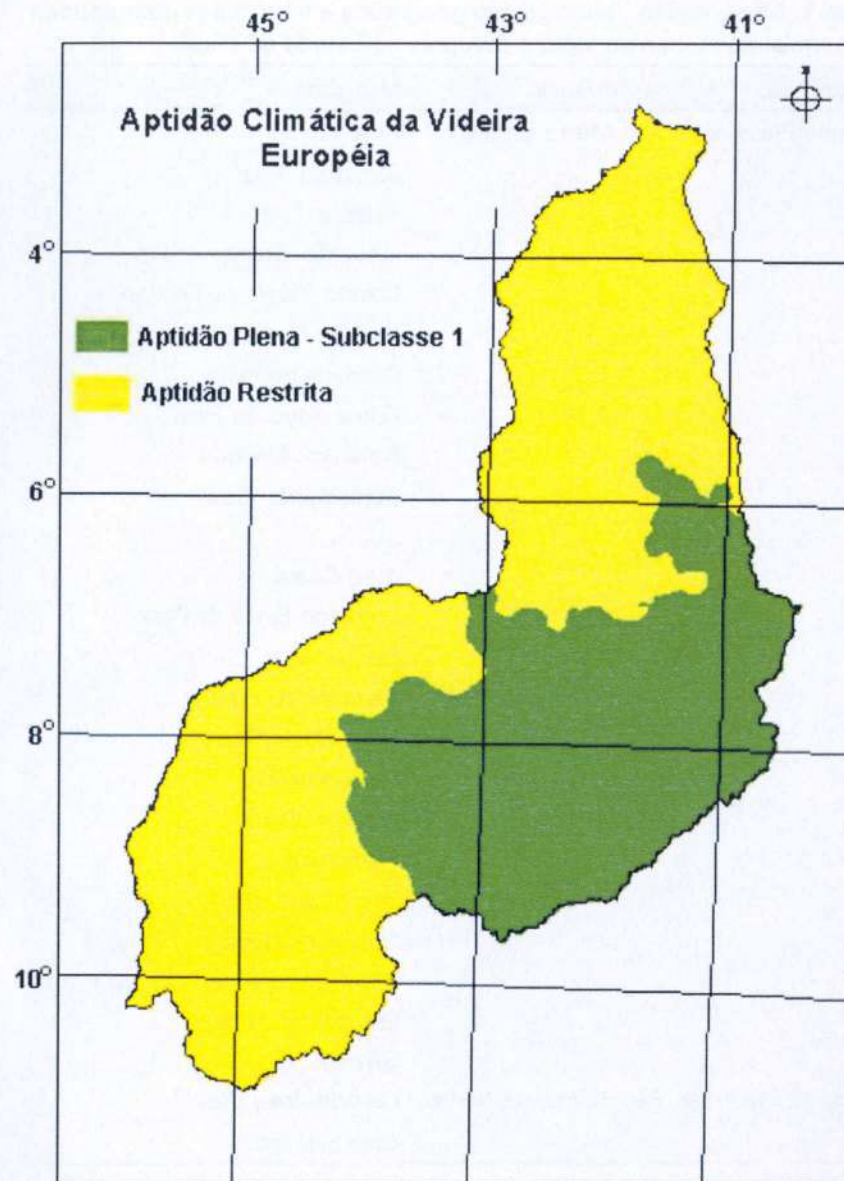 45° 43° 41°
Aptidão Climática da Videira
Européia
4°
Aptidão Plena - Subclasse 1
Aptidão Restrita
6°
8°
10°